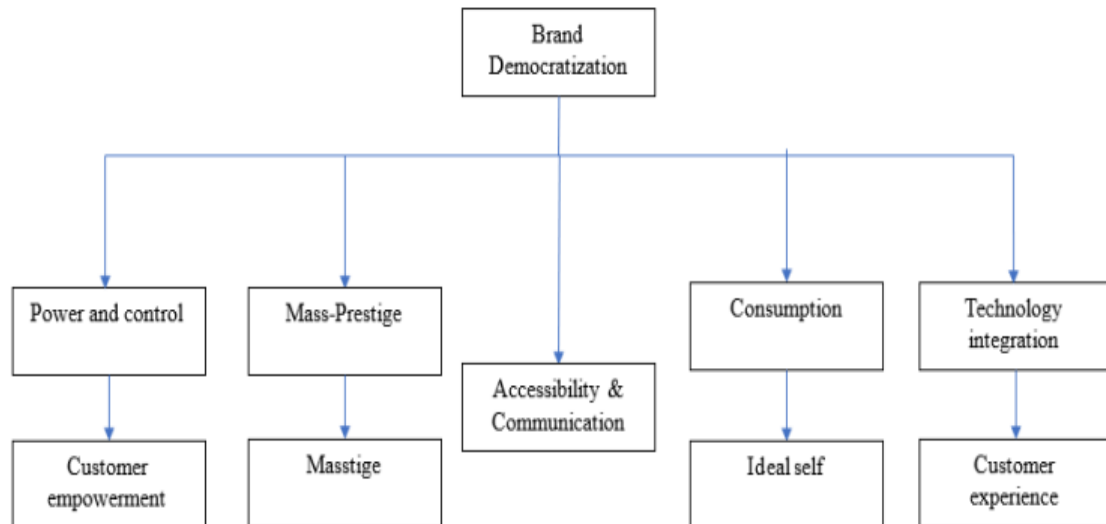 Brand
Democratization
Power and control
Mass-Prestige
Consumption
Technology
integration
Accessibility &
Communication
Customer
empowerment
Masstige
Ideal self
Customer
experience